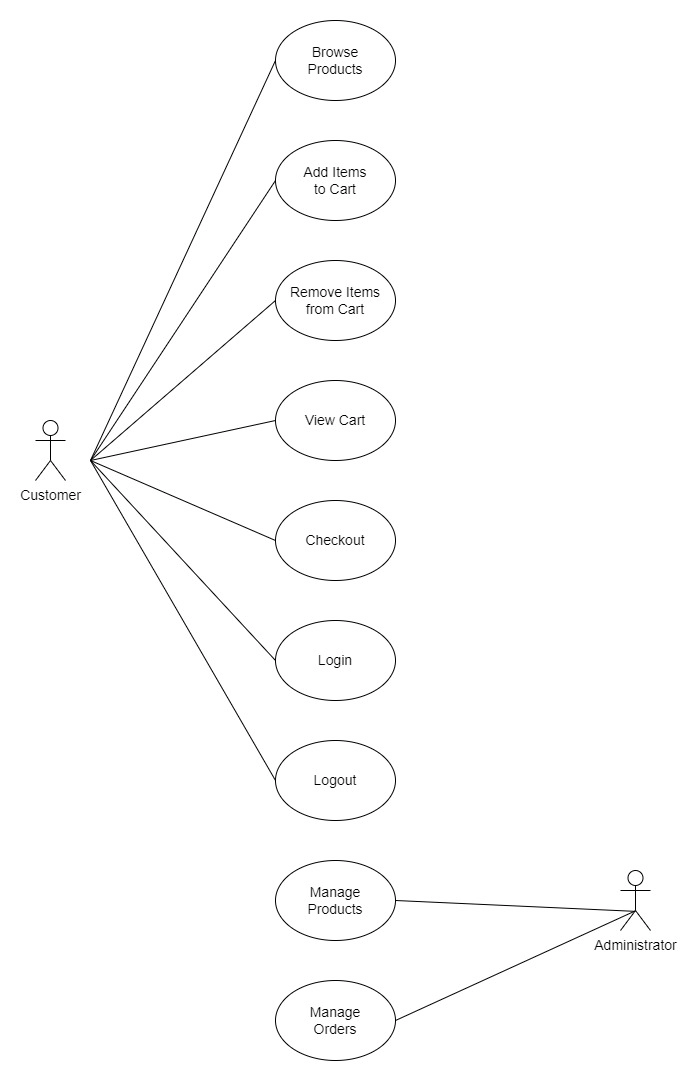 Browse
Products
Add Items
to Cart
Remove Items
from Cart
View Cart
Customer
Checkout
Login
Logout
Manage
Products
Administrator
Manage
Orders